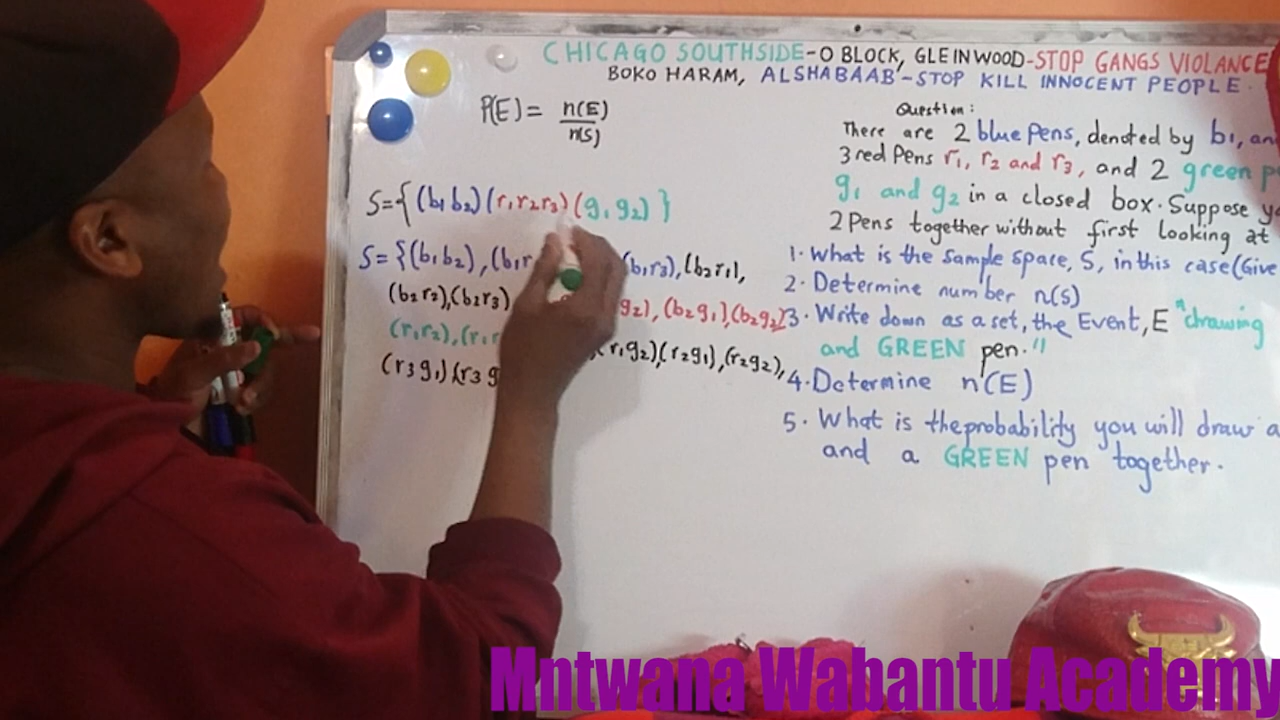 CHICAGO SOUTHSIDE-O BLOCK, GLEINWOOD-STOP GANGS VIOLANCE
BOKO HARAM, ALSHABAAB-STOP KILL INNOCENT PEOPLE.
P(E) = n(E)
n(S)
Question:
There are 2 blue Pens, denoted by b1,
3 red Pens r1, r2 and r3, and 2 green
g1 and g2 in a closed box. Suppose
2 Pens together without first looking at
1. What is the Sample Space, S, in this case(Give
2. Determine number n(S)
3. Write down as a set, the Event, E "drawing
and GREEN pen."
4. Determine n(E)
5. What is the probability you will draw a
and a GREEN pen together.
S={(b1b2)(r1r2r3)(g1g2)}
S={(b1b2),(b1r (b1r3),(b2r1),
(b2r2),(b2r3) g2),(b2g1),(b2g2)
(r1r2),(r1r (r1g2)(r2g1),(r2g2),
(r3g1)(r3g
Mntwana Wabantu Academy